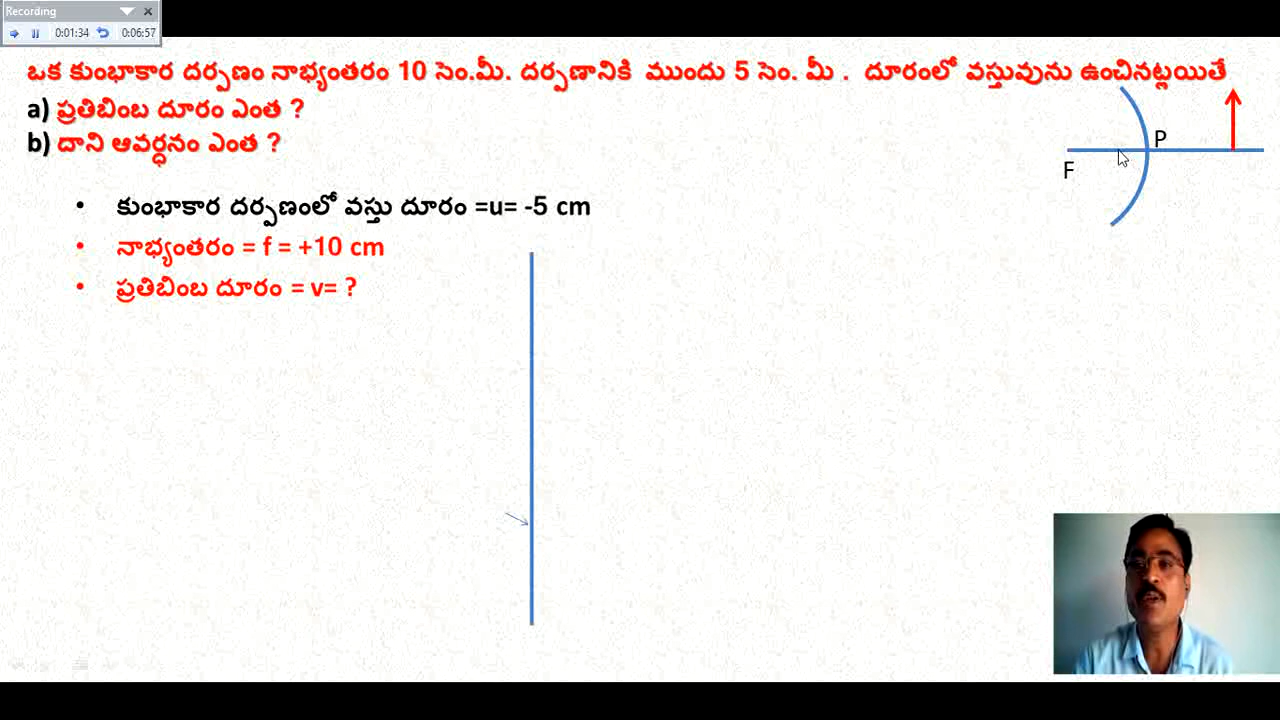 Recording
0:01:34 0:06:57
ఒక కుంభాకార దర్పణం నాభ్యంతరం 10 సెం.మీ. దర్పణానికి ముందు 5 సెం. మీ . దూరంలో వస్తువును ఉంచినట్లయితే
a) ప్రతిబింబ దూరం ఎంత ?
b) దాని ఆవర్ధనం ఎంత ?
P
F
• కుంభాకార దర్పణంలో వస్తు దూరం =u= -5 cm
• నాభ్యంతరం = f = +10 cm
• ప్రతిబింబ దూరం = v= ?